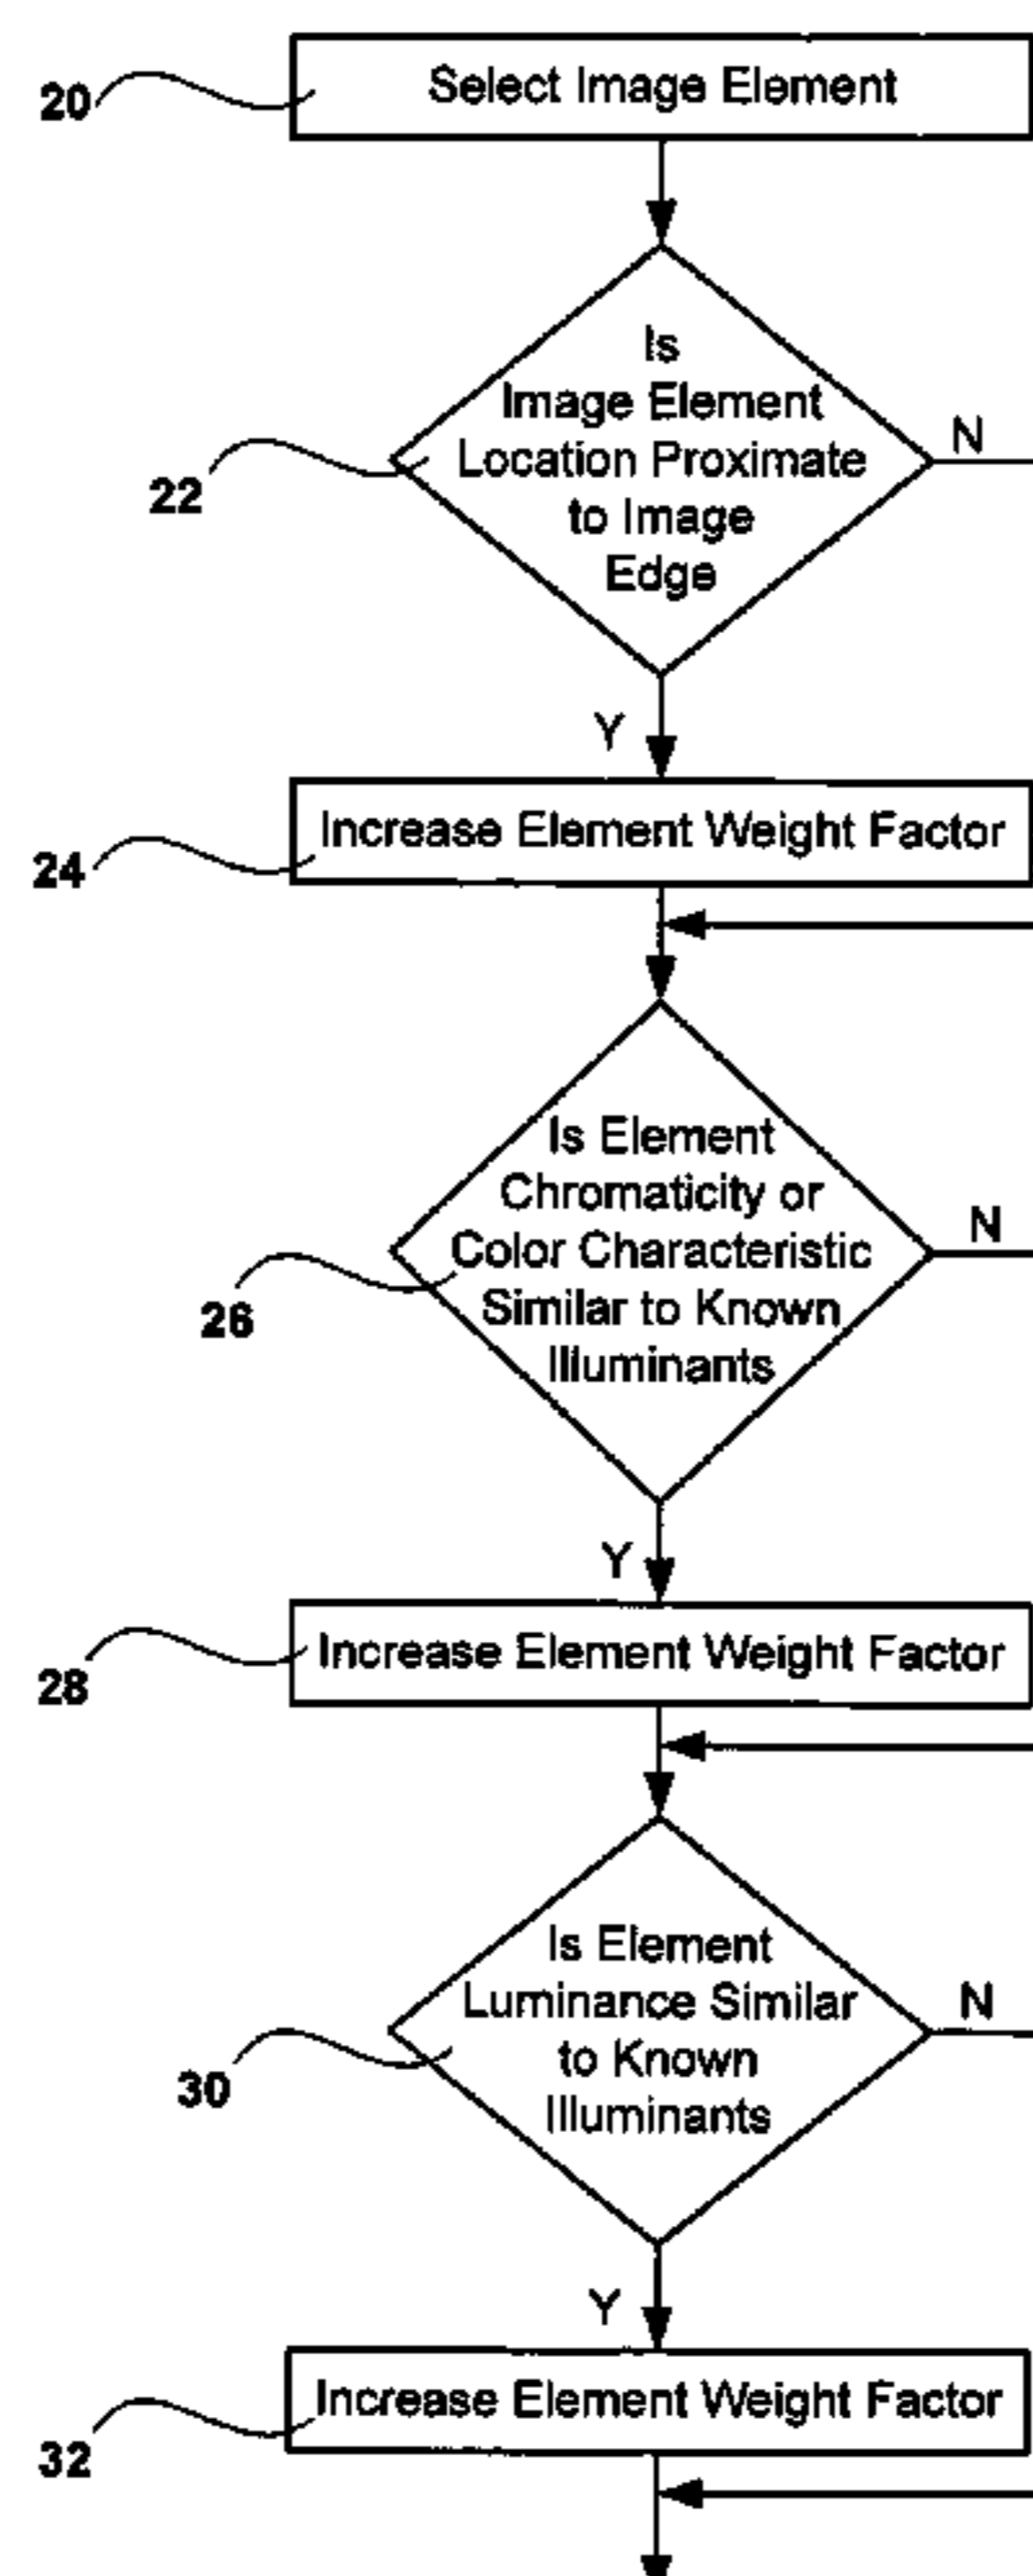 Select Image Element
20
Is
Image Element
Location Proximate
to Image
Edge
N
22
Y
Increase Element Weight Factor
24
Is Element
Chromaticity or
Color Characteristic
Similar to Known
Illuminants
N
26
Y
Increase Element Weight Factor
28
Is Element
Luminance Similar
to Known
Illuminants
N
30
Y
Increase Element Weight Factor
32